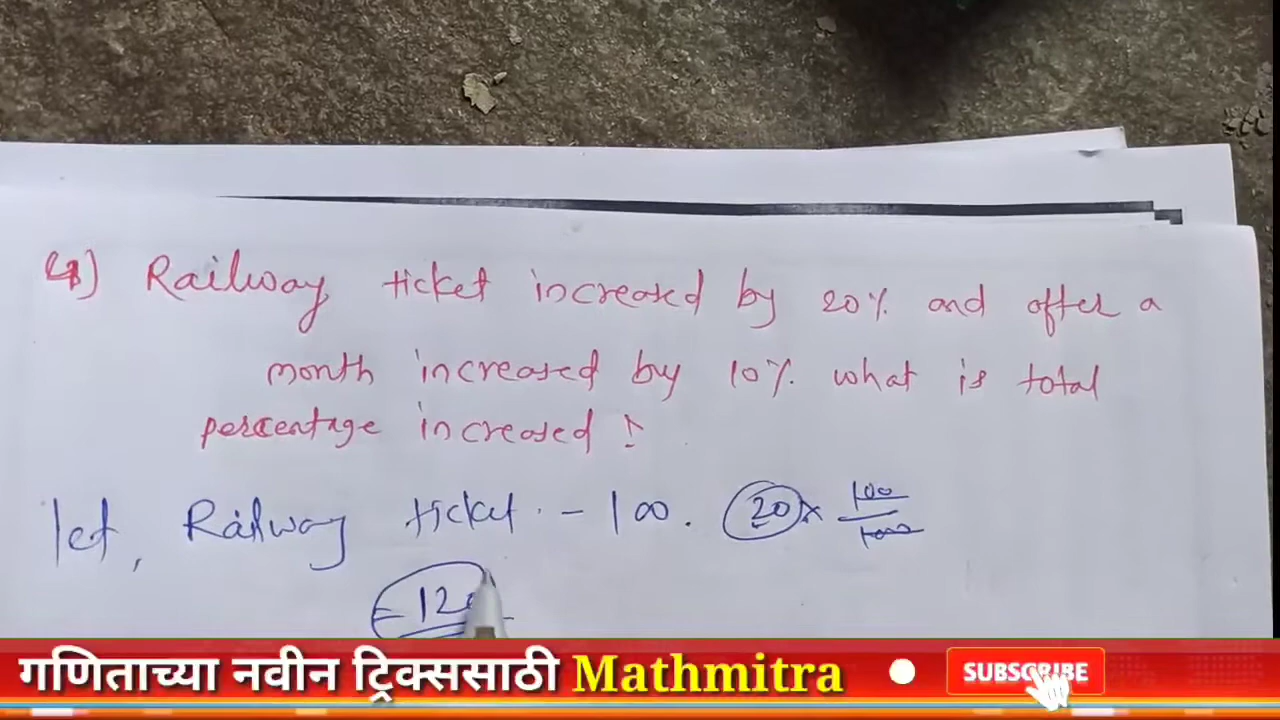 4) Railway ticket increased by 20% and after a
month increased by 10% what is total
percentage increased ?
let, Railway ticket - 100. 20 × 100/100
= 120
गणिताच्या नवीन ट्रिक्ससाठी Mathmitra
SUBSCRIBE